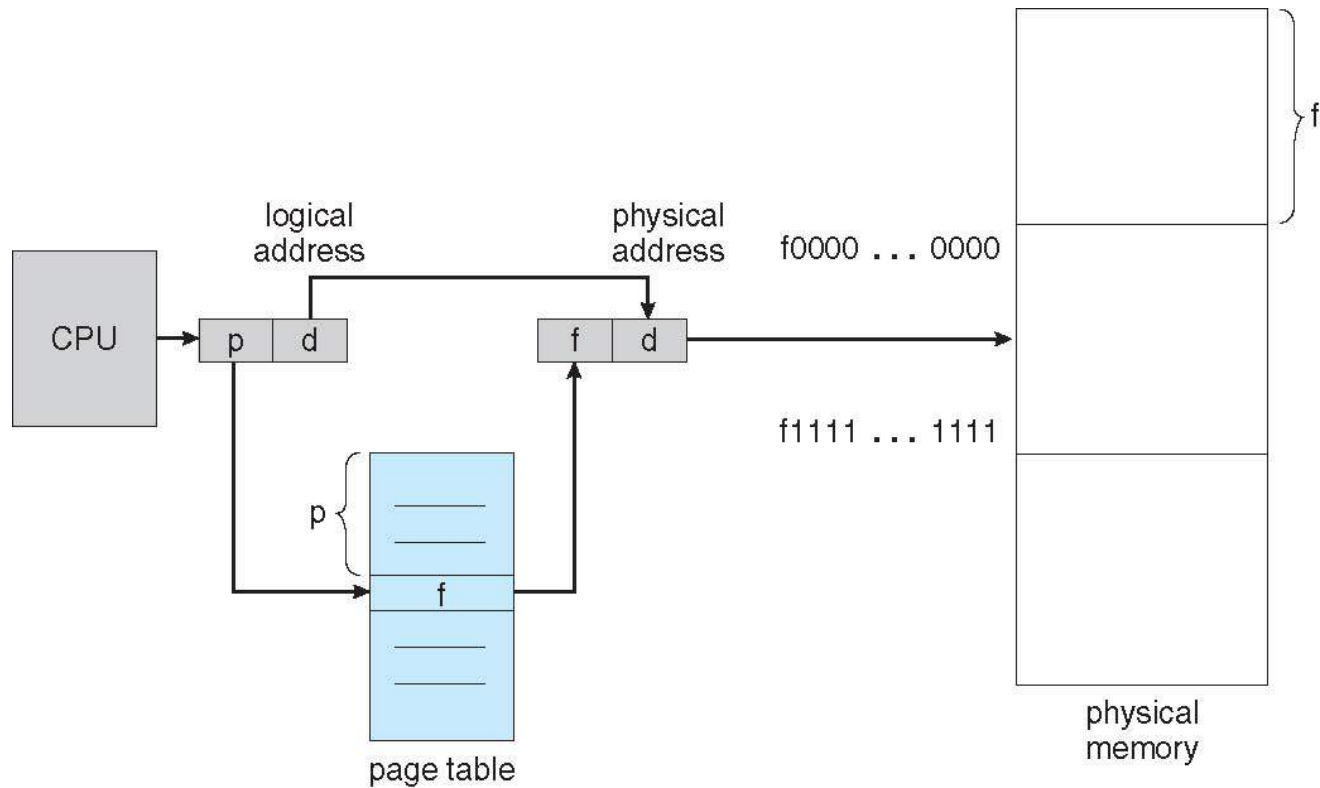 f
logical
address
physical
address
f0000 ... 0000
CPU
p
d
f
d
f1111 ... 1111
p
f
page table
physical
memory